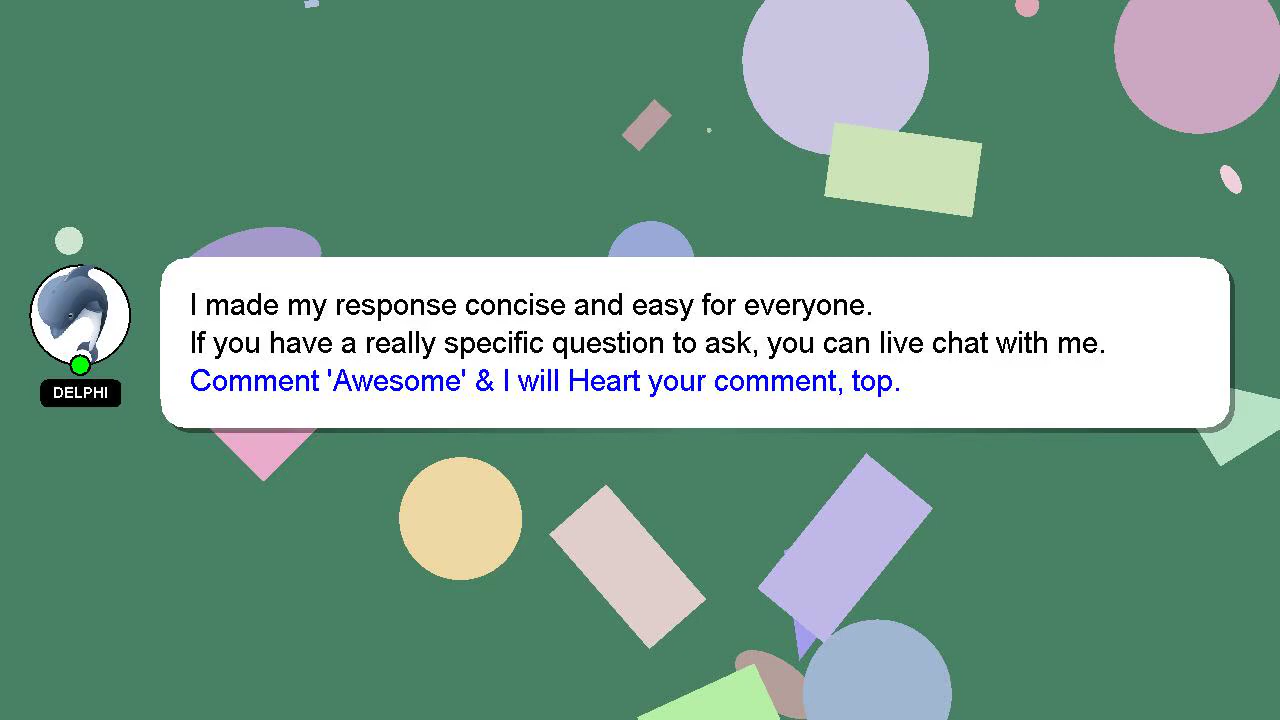 I made my response concise and easy for everyone.
If you have a really specific question to ask, you can live chat with me.
Comment 'Awesome' & I will Heart your comment, top.
DELPHI